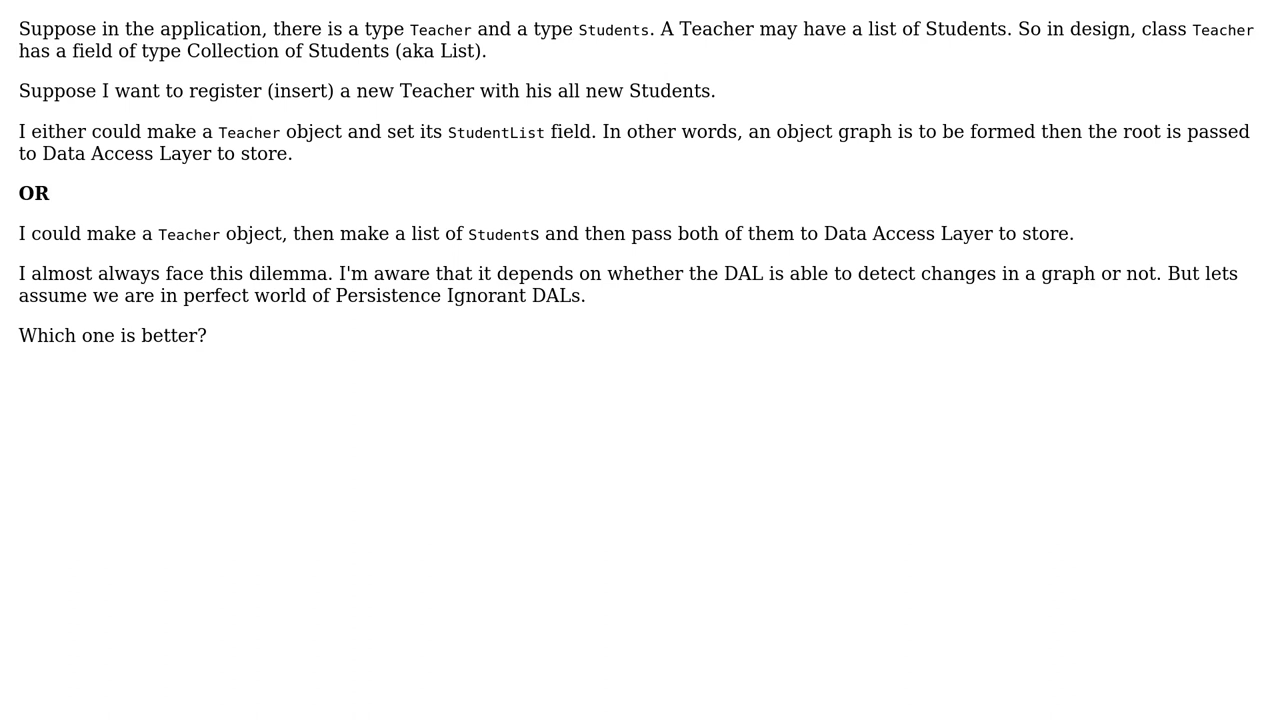 Suppose in the application, there is a type Teacher and a type Students. A Teacher may have a list of Students. So in design, class Teacher
has a field of type Collection of Students (aka List).
Suppose I want to register (insert) a new Teacher with his all new Students.
I either could make a Teacher object and set its StudentList field. In other words, an object graph is to be formed then the root is passed
to Data Access Layer to store.
OR
I could make a Teacher object, then make a list of Students and then pass both of them to Data Access Layer to store.
I almost always face this dilemma. I'm aware that it depends on whether the DAL is able to detect changes in a graph or not. But lets
assume we are in perfect world of Persistence Ignorant DALs.
Which one is better?